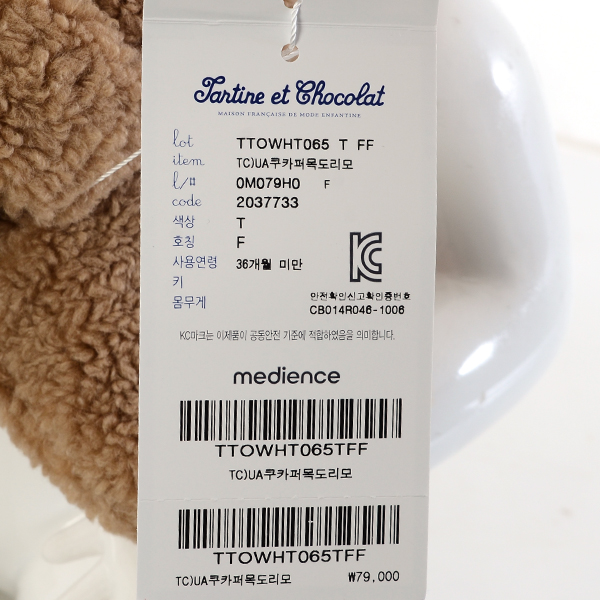 Tartine et Chocolat
MAISON FRANÇAISE DE MODE ENFANTINE
lot TTOWHT065 T FF
item TC)UA쿠카퍼목도리모
l/# 0M079H0 F
code 2037733
색상 T
호칭 F
사용연령 36개월 미만
키
몸무게
안전확인신고확인증번호
CB014R046-1006
KC마크는 이제품이 공통안전 기준에 적합하였음을 의미합니다.
medience
TTOWHT065TFF
TC)UA쿠카퍼목도리모
TTOWHT065TFF
TC)UA쿠카퍼목도리모 ₩79,000